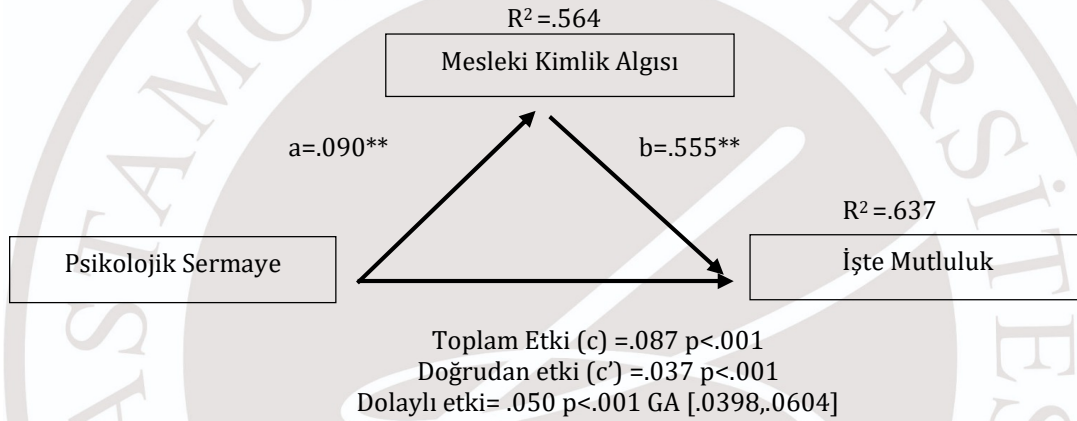 R² =.564
Mesleki Kimlik Algısı
a=.090**
b=.555**
R² =.637
Psikolojik Sermaye
İşte Mutluluk
Toplam Etki (c) =.087 p<.001
Doğrudan etki (c’) =.037 p<.001
Dolaylı etki= .050 p<.001 GA [.0398,.0604]